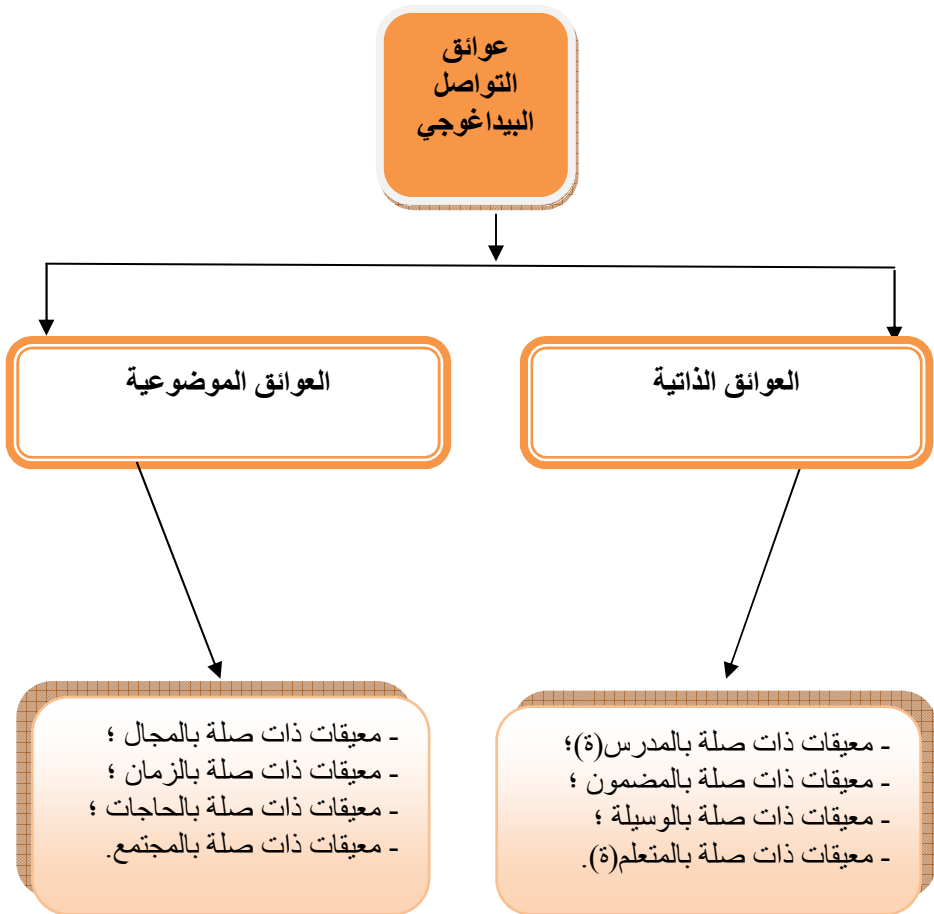 عوائق
التواصل
البيداغوجي
العوائق الذاتية
العوائق الموضوعية
- معيقات ذات صلة بالمدرس(ة)؛
- معيقات ذات صلة بالمضمون ؛
- معيقات ذات صلة بالوسيلة ؛
- معيقات ذات صلة بالمتعلم(ة).
- معيقات ذات صلة بالمجال ؛
- معيقات ذات صلة بالزمان ؛
- معيقات ذات صلة بالحاجات ؛
- معيقات ذات صلة بالمجتمع.